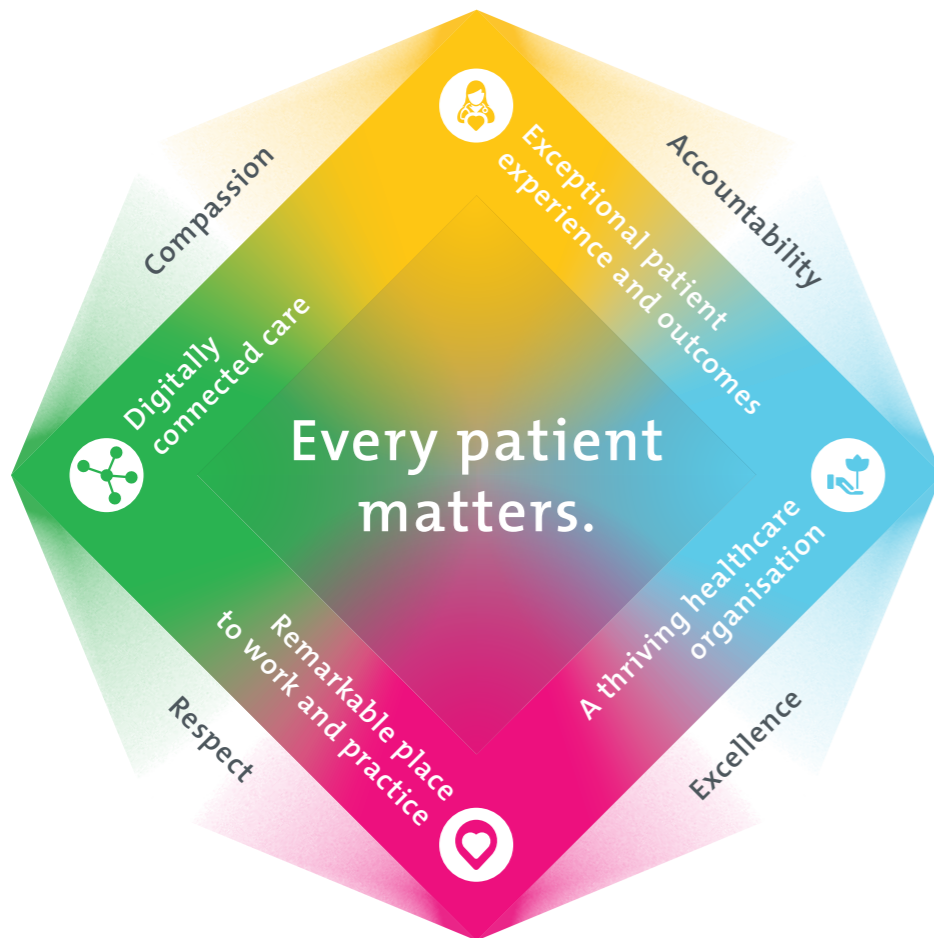 Compassion
Accountability
Exceptional patient
experience and outcomes
Digitally
connected care
Every patient
matters.
A thriving healthcare
organisation
Remarkable place
to work and practice
Respect
Excellence